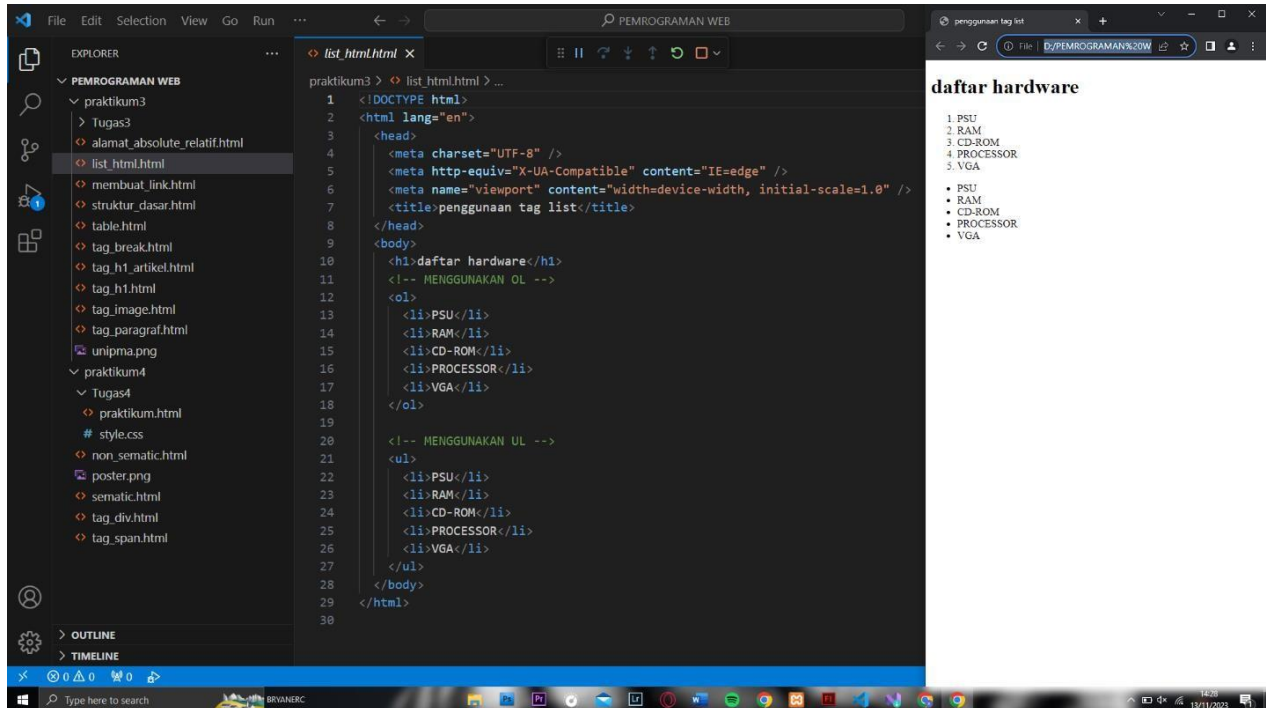 File Edit Selection View Go Run ··· PEMROGRAMAN WEB
EXPLORER ···
PEMROGRAMAN WEB
praktikum3
Tugas3
alamat_absolute_relatif.html
list_html.html
membuat_link.html
struktur_dasar.html
table.html
tag_break.html
tag_h1_artikel.html
tag_h1.html
tag_image.html
tag_paragraf.html
unipma.png
praktikum4
Tugas4
praktikum.html
# style.css
non_sematic.html
poster.png
sematic.html
tag_div.html
tag_span.html
OUTLINE
TIMELINE
1
list_html.html
praktikum3 > list_html.html > ...
1 <!DOCTYPE html>
2 <html lang="en">
3 <head>
4 <meta charset="UTF-8" />
5 <meta http-equiv="X-UA-Compatible" content="IE=edge" />
6 <meta name="viewport" content="width=device-width, initial-scale=1.0" />
7 <title>penggunaan tag list</title>
8 </head>
9 <body>
10 <h1>daftar hardware</h1>
11 <!-- MENGGUNAKAN OL -->
12 <ol>
13 <li>PSU</li>
14 <li>RAM</li>
15 <li>CD-ROM</li>
16 <li>PROCESSOR</li>
17 <li>VGA</li>
18 </ol>
19
20 <!-- MENGGUNAKAN UL -->
21 <ul>
22 <li>PSU</li>
23 <li>RAM</li>
24 <li>CD-ROM</li>
25 <li>PROCESSOR</li>
26 <li>VGA</li>
27 </ul>
28 </body>
29 </html>
30
penggunaan tag list
File | D:/PEMROGRAMAN%20W
daftar hardware
1. PSU
2. RAM
3. CD-ROM
4. PROCESSOR
5. VGA
• PSU
• RAM
• CD-ROM
• PROCESSOR
• VGA
0 0 0
Type here to search BRYANERC Ps Pr Lr W 14:28
13/11/2023